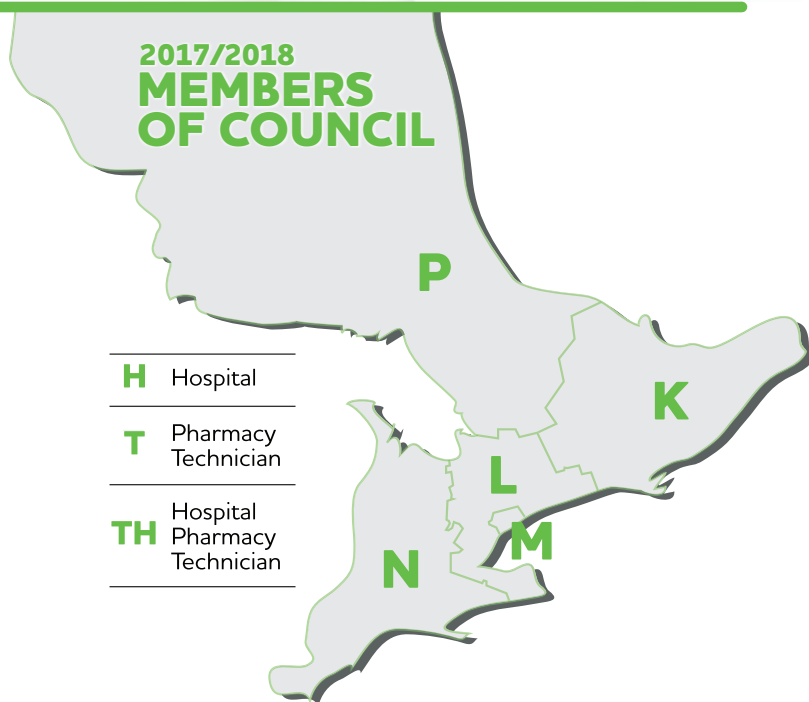 2017/2018
MEMBERS
OF COUNCIL
P
K
L
M
N
H Hospital
T Pharmacy
Technician
TH Hospital
Pharmacy
Technician